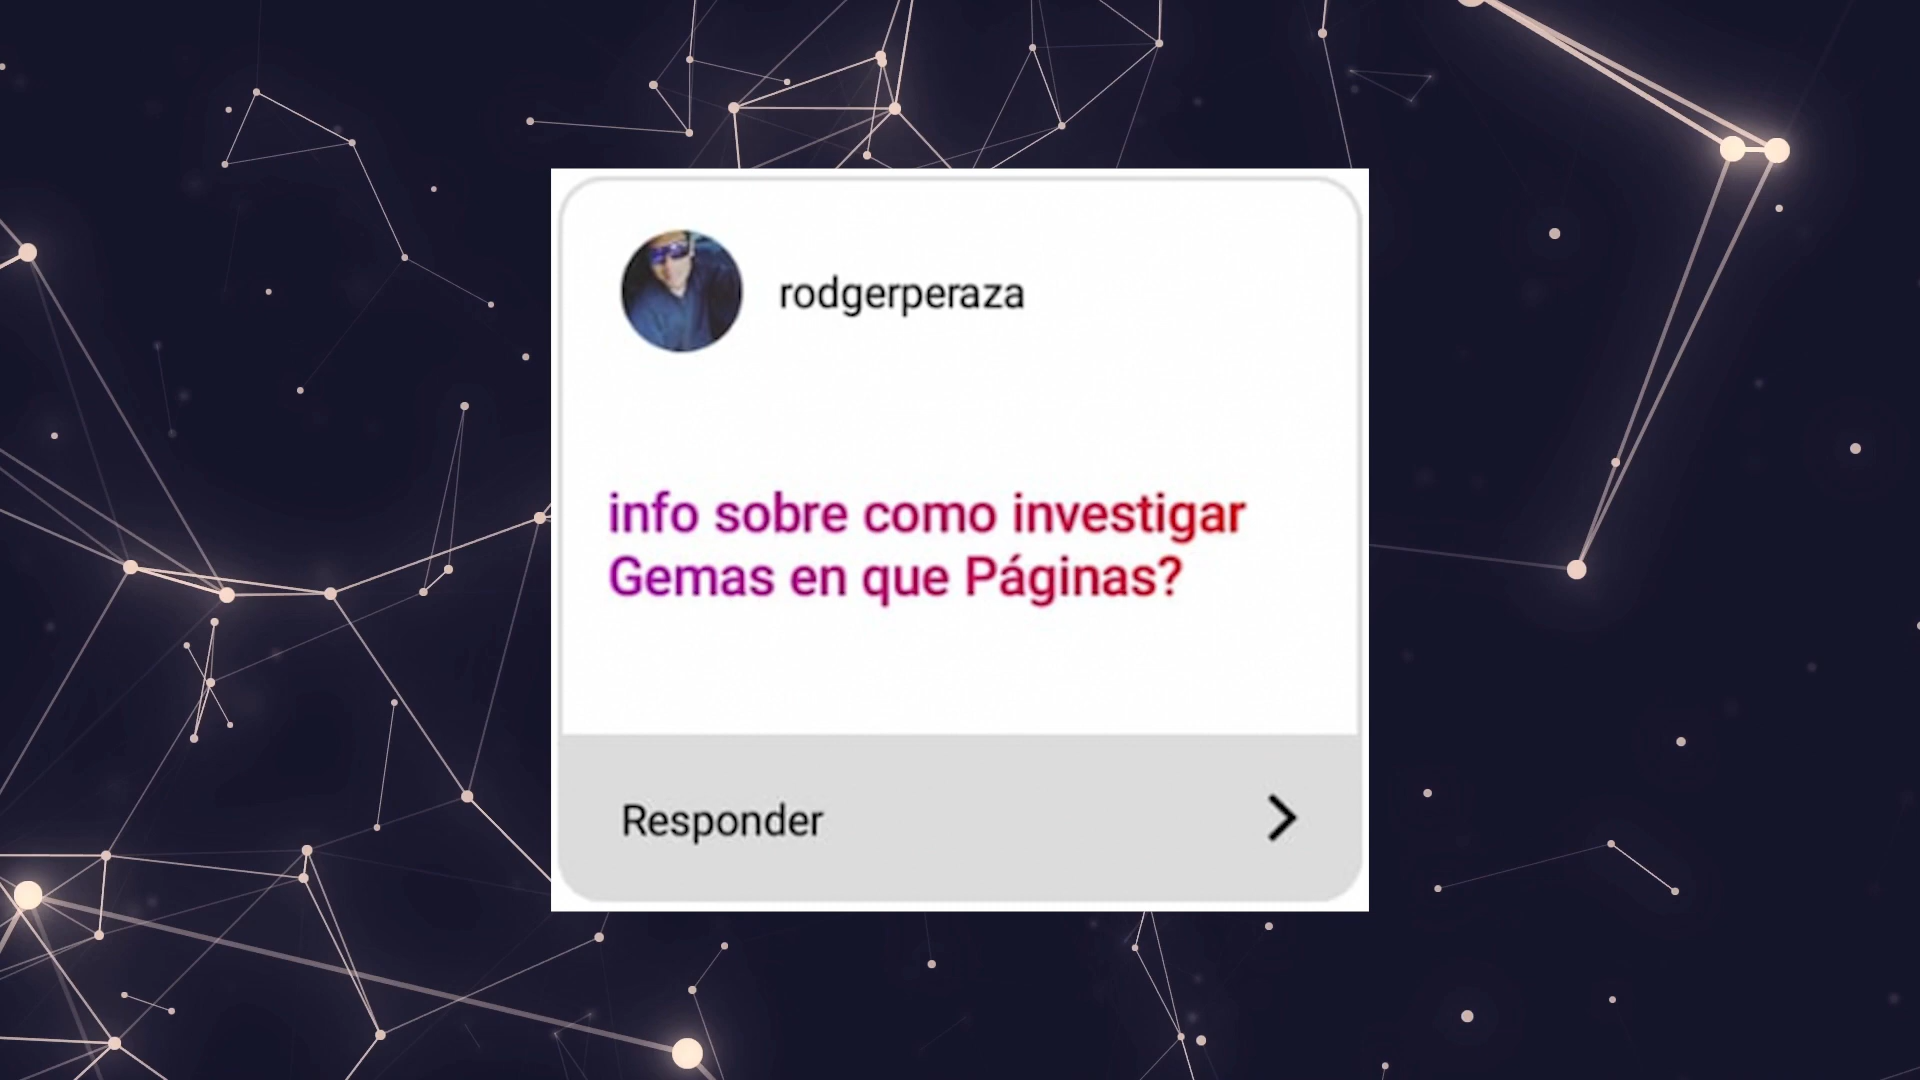 rodgerperaza
info sobre como investigar
Gemas en que Páginas?
Responder